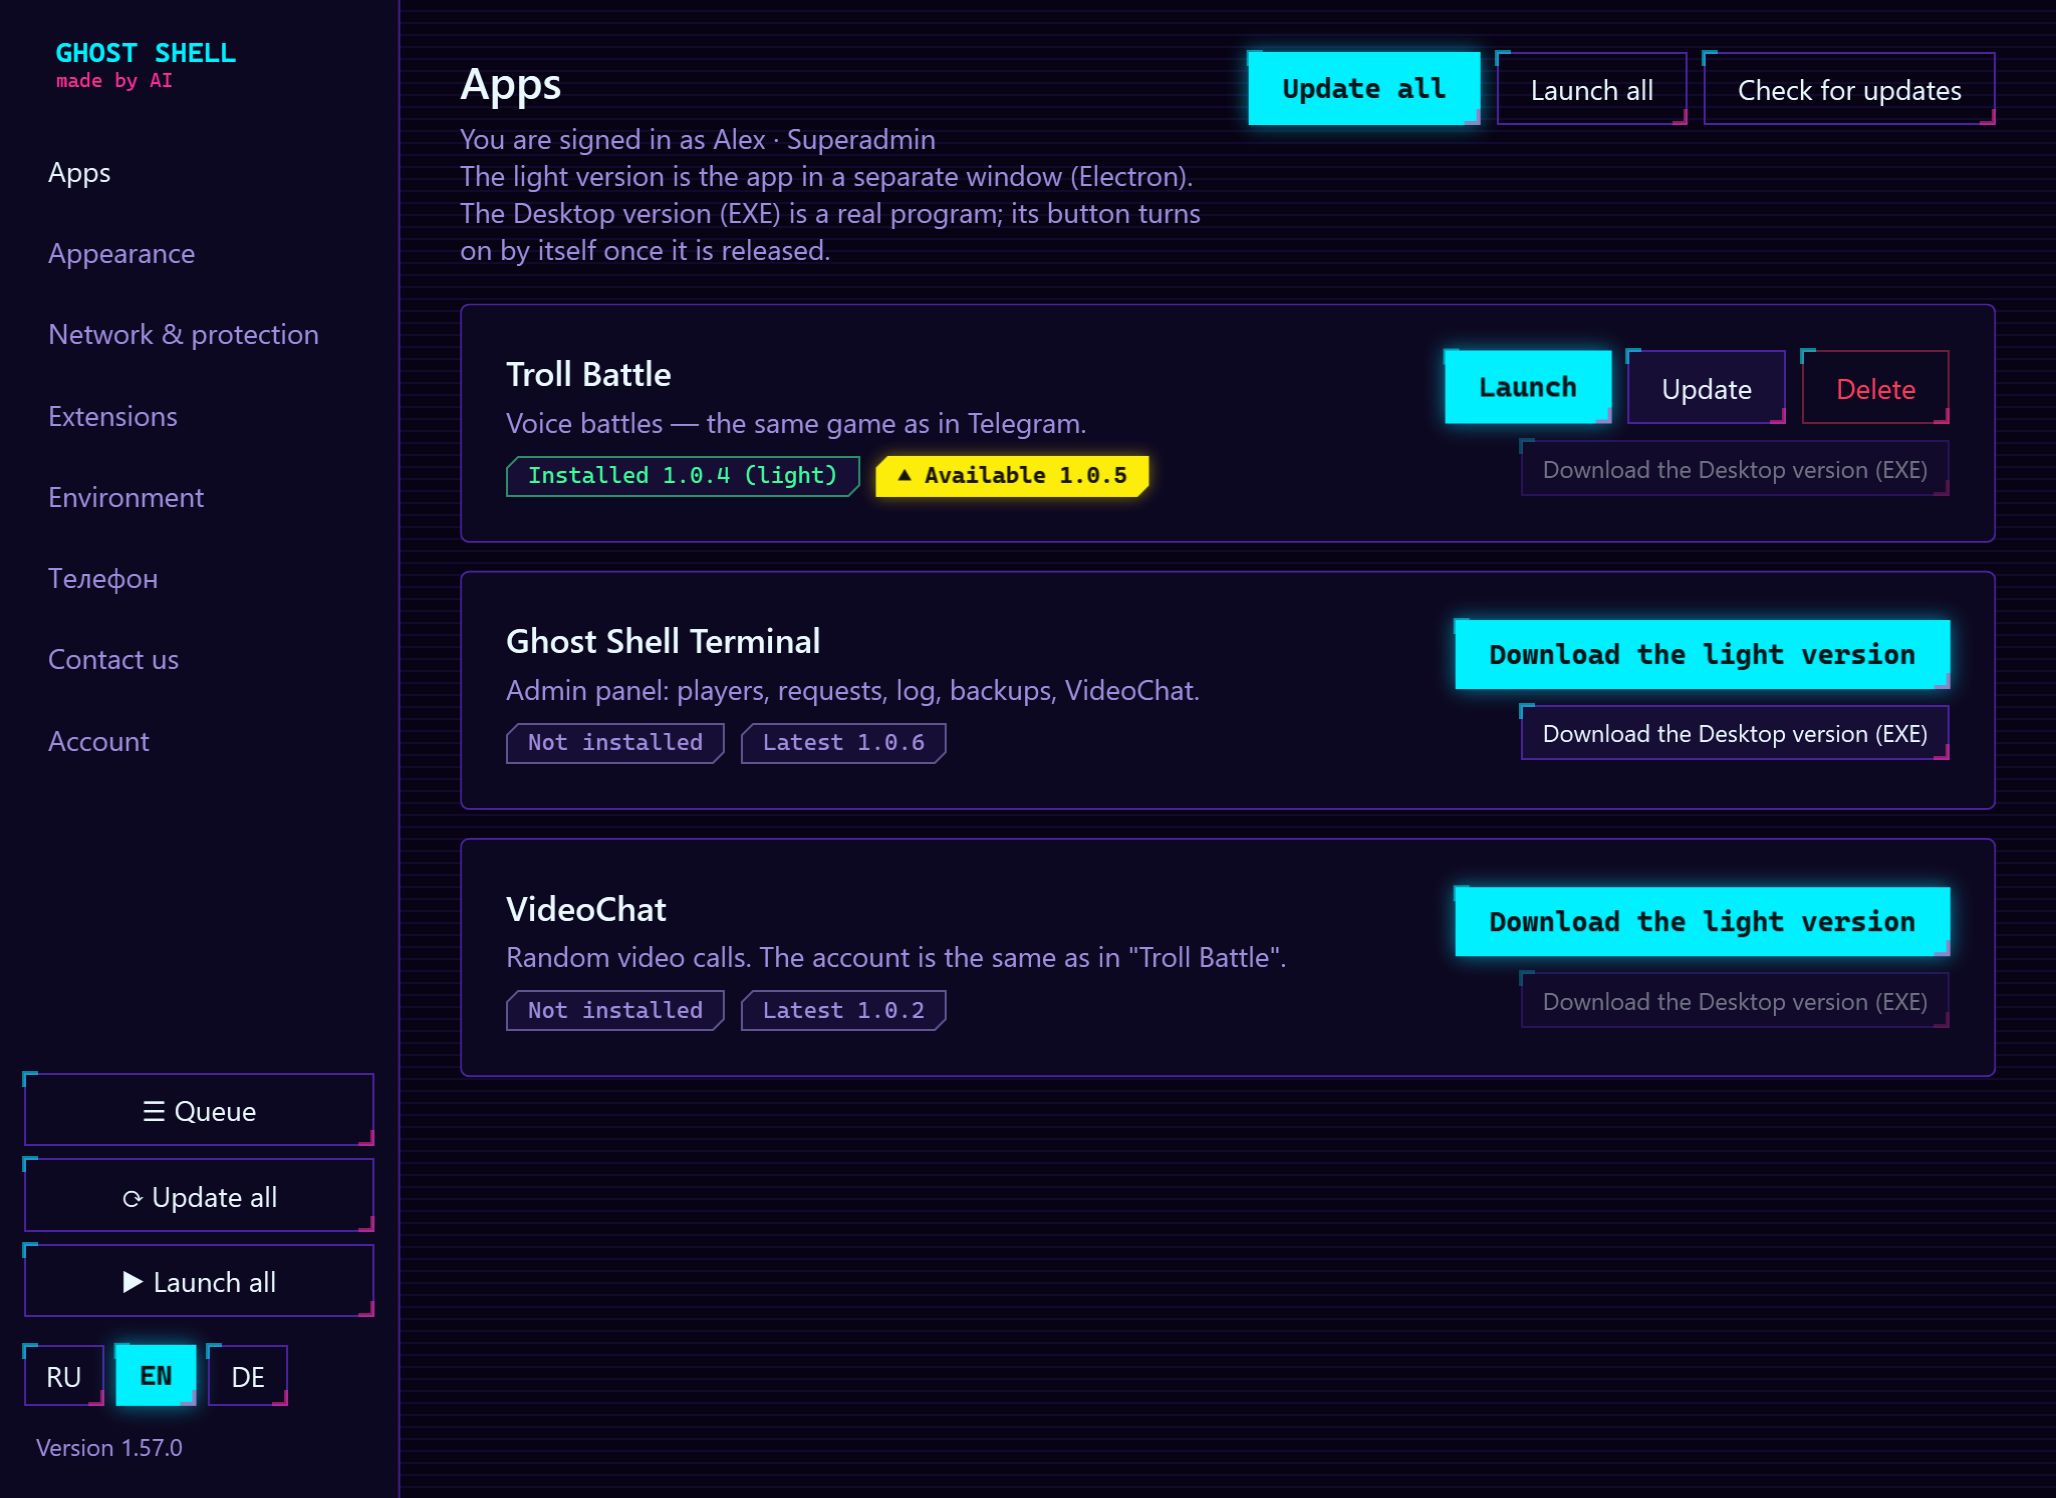 GHOST SHELL
made by AI
Apps
Appearance
Network & protection
Extensions
Environment
Телефон
Contact us
Account
☰ Queue
⟳ Update all
▶ Launch all
RU
EN
DE
Version 1.57.0
Apps
You are signed in as Alex · Superadmin
The light version is the app in a separate window (Electron).
The Desktop version (EXE) is a real program; its button turns
on by itself once it is released.
Update all
Launch all
Check for updates
Troll Battle
Voice battles — the same game as in Telegram.
Installed 1.0.4 (light)
▲ Available 1.0.5
Launch
Update
Delete
Download the Desktop version (EXE)
Ghost Shell Terminal
Admin panel: players, requests, log, backups, VideoChat.
Not installed
Latest 1.0.6
Download the light version
Download the Desktop version (EXE)
VideoChat
Random video calls. The account is the same as in "Troll Battle".
Not installed
Latest 1.0.2
Download the light version
Download the Desktop version (EXE)